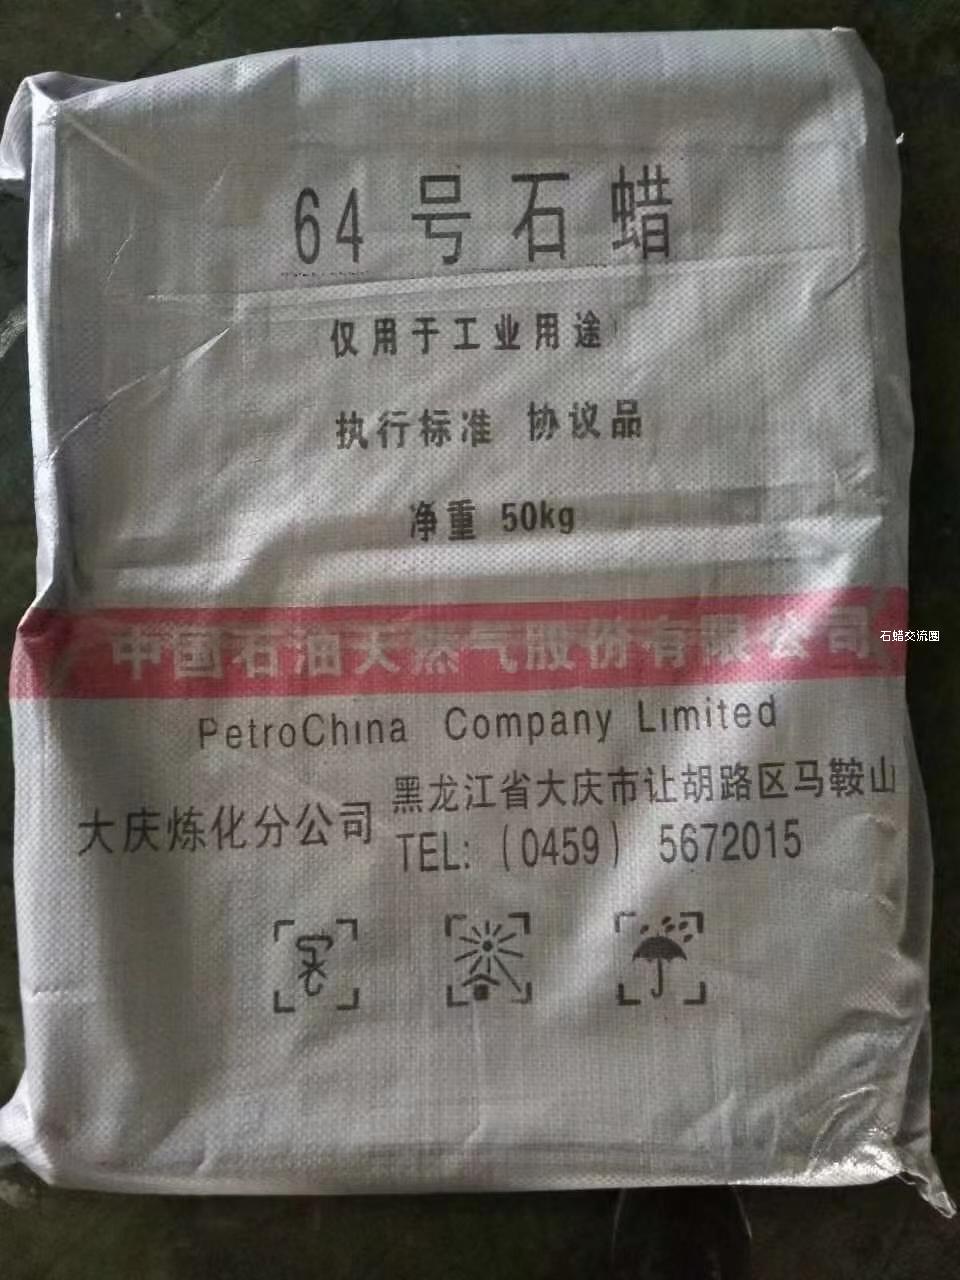 64 号石蜡
仅用于工业用途
执行标准 协议品
净重 50kg
中国石油天然气股份有限公司
石蜡交流圈
PetroChina Company Limited
大庆炼化分公司
黑龙江省大庆市让胡路区马鞍山
TEL: (0459) 5672015